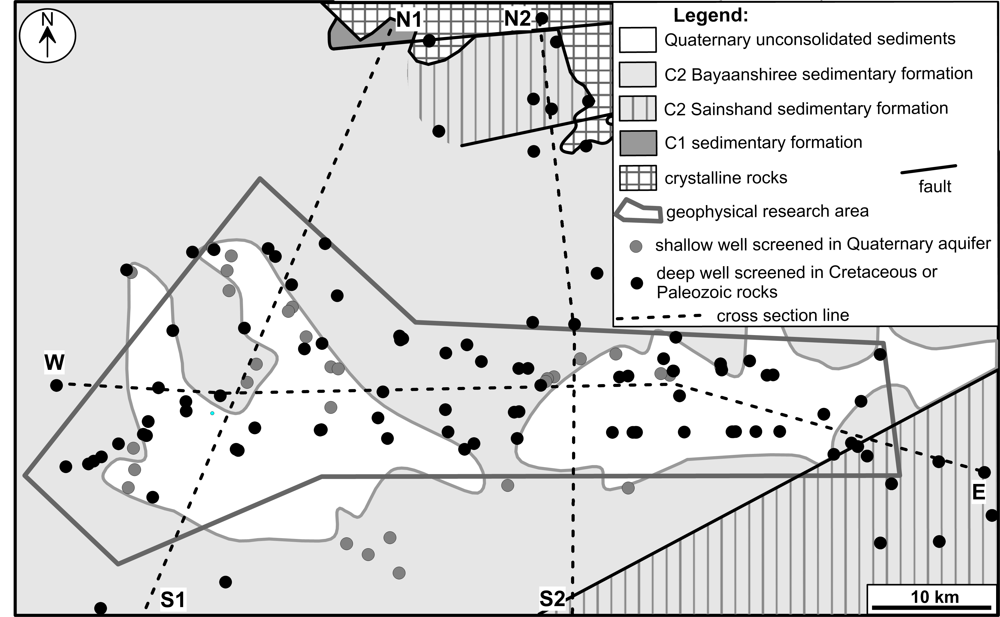 N
N1
N2
Legend:
Quaternary unconsolidated sediments
C2 Bayaanshiree sedimentary formation
C2 Sainshand sedimentary formation
C1 sedimentary formation
crystalline rocks
fault
geophysical research area
shallow well screened in Quaternary aquifer
deep well screened in Cretaceous or
Paleozoic rocks
cross section line
W
E
S1
S2
10 km